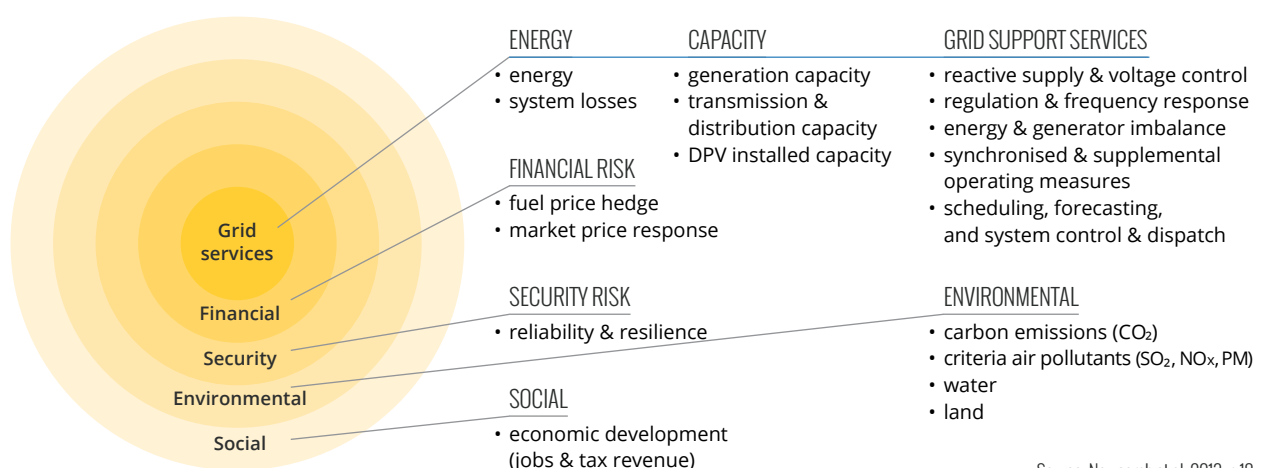 ENERGY
• energy
• system losses
CAPACITY
• generation capacity
• transmission &
distribution capacity
• DPV installed capacity
GRID SUPPORT SERVICES
• reactive supply & voltage control
• regulation & frequency response
• energy & generator imbalance
• synchronised & supplemental
operating measures
• scheduling, forecasting,
and system control & dispatch
FINANCIAL RISK
• fuel price hedge
• market price response
SECURITY RISK
• reliability & resilience
ENVIRONMENTAL
• carbon emissions (CO₂)
• criteria air pollutants (SO₂, NOx, PM)
• water
• land
SOCIAL
• economic development
(jobs & tax revenue)
Grid
services
Financial
Security
Environmental
Social